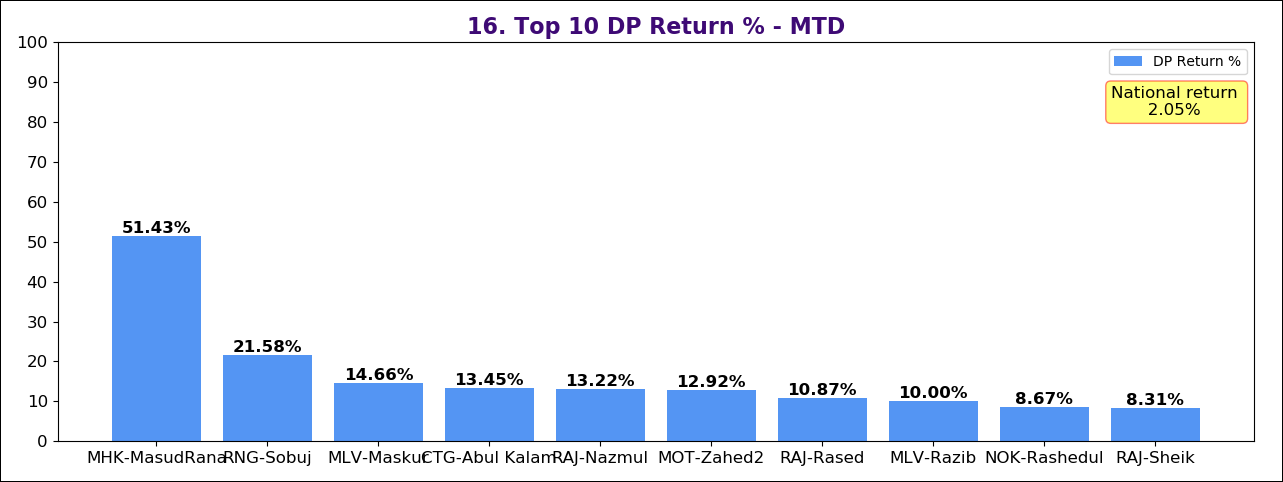 16. Top 10 DP Return % - MTD
100
90
80
70
60
50
40
30
20
10
0
DP Return %
National return
2.05%
51.43%
21.58%
14.66%
13.45%
13.22%
12.92%
10.87%
10.00%
8.67%
8.31%
MHK-MasudRana
RNG-Sobuj
CTG-Abul Kalam
RAJ-Nazmul
MOT-Zahed2
RAJ-Rased
MLV-Razib
NOK-Rashedul
RAJ-Sheik